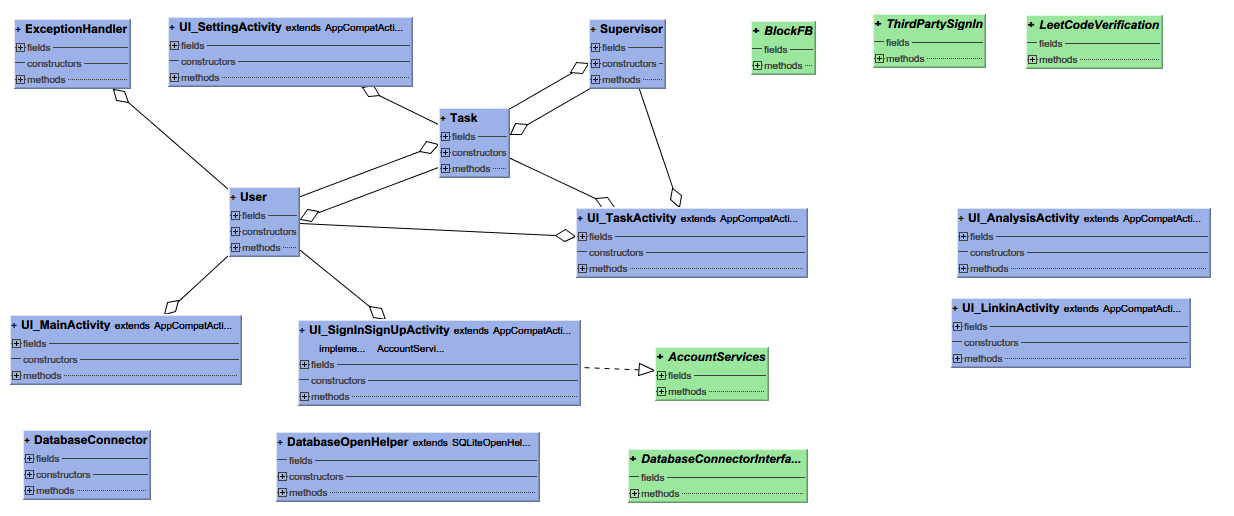 + ExceptionHandler
fields
constructors
methods
+ UI_SettingActivity extends AppCompatActi...
fields
constructors
methods
+ Supervisor
fields
constructors
methods
+ BlockFB
fields
methods
+ ThirdPartySignIn
fields
methods
+ LeetCodeVerification
fields
methods
+ Task
fields
constructors
methods
+ User
fields
constructors
methods
+ UI_TaskActivity extends AppCompatActi...
fields
constructors
methods
+ UI_AnalysisActivity extends AppCompatActi...
fields
constructors
methods
+ UI_MainActivity extends AppCompatActi...
fields
constructors
methods
+ UI_SignInSignUpActivity extends AppCompatActi...
impleme... AccountServi...
fields
constructors
methods
+ AccountServices
fields
methods
+ UI_LinkinActivity extends AppCompatActi...
fields
constructors
methods
+ DatabaseConnector
fields
constructors
methods
+ DatabaseOpenHelper extends SQLiteOpenHel...
fields
constructors
methods
+ DatabaseConnectorInterfa...
fields
methods